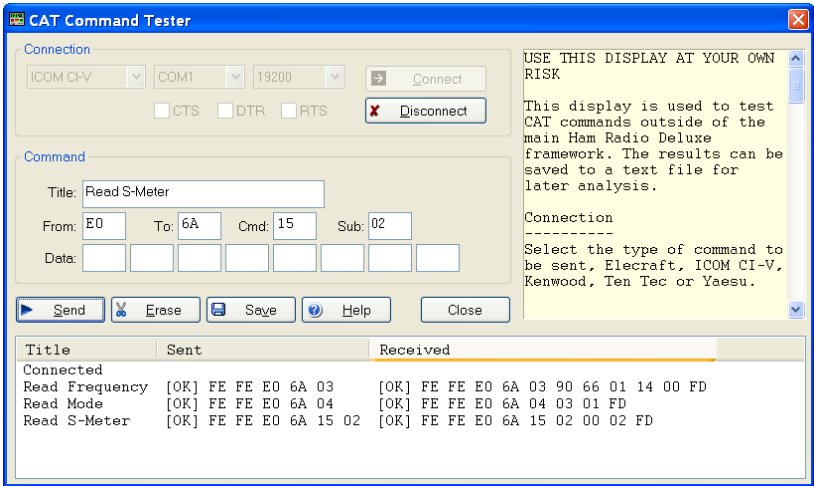 CAT Command Tester
Connection
ICOM CI-V COM1 19200 Connect
CTS DTR RTS Disconnect
Command
Title: Read S-Meter
From: E0 To: 6A Cmd: 15 Sub: 02
Data:
Send Erase Save Help Close
USE THIS DISPLAY AT YOUR OWN
RISK
This display is used to test
CAT commands outside of the
main Ham Radio Deluxe
framework. The results can be
saved to a text file for
later analysis.
Connection
----------
Select the type of command to
be sent, Elecraft, ICOM CI-V,
Kenwood, Ten Tec or Yaesu.
Title Sent Received
Connected
Read Frequency [OK] FE FE E0 6A 03 [OK] FE FE E0 6A 03 90 66 01 14 00 FD
Read Mode [OK] FE FE E0 6A 04 [OK] FE FE E0 6A 04 03 01 FD
Read S-Meter [OK] FE FE E0 6A 15 02 [OK] FE FE E0 6A 15 02 00 02 FD